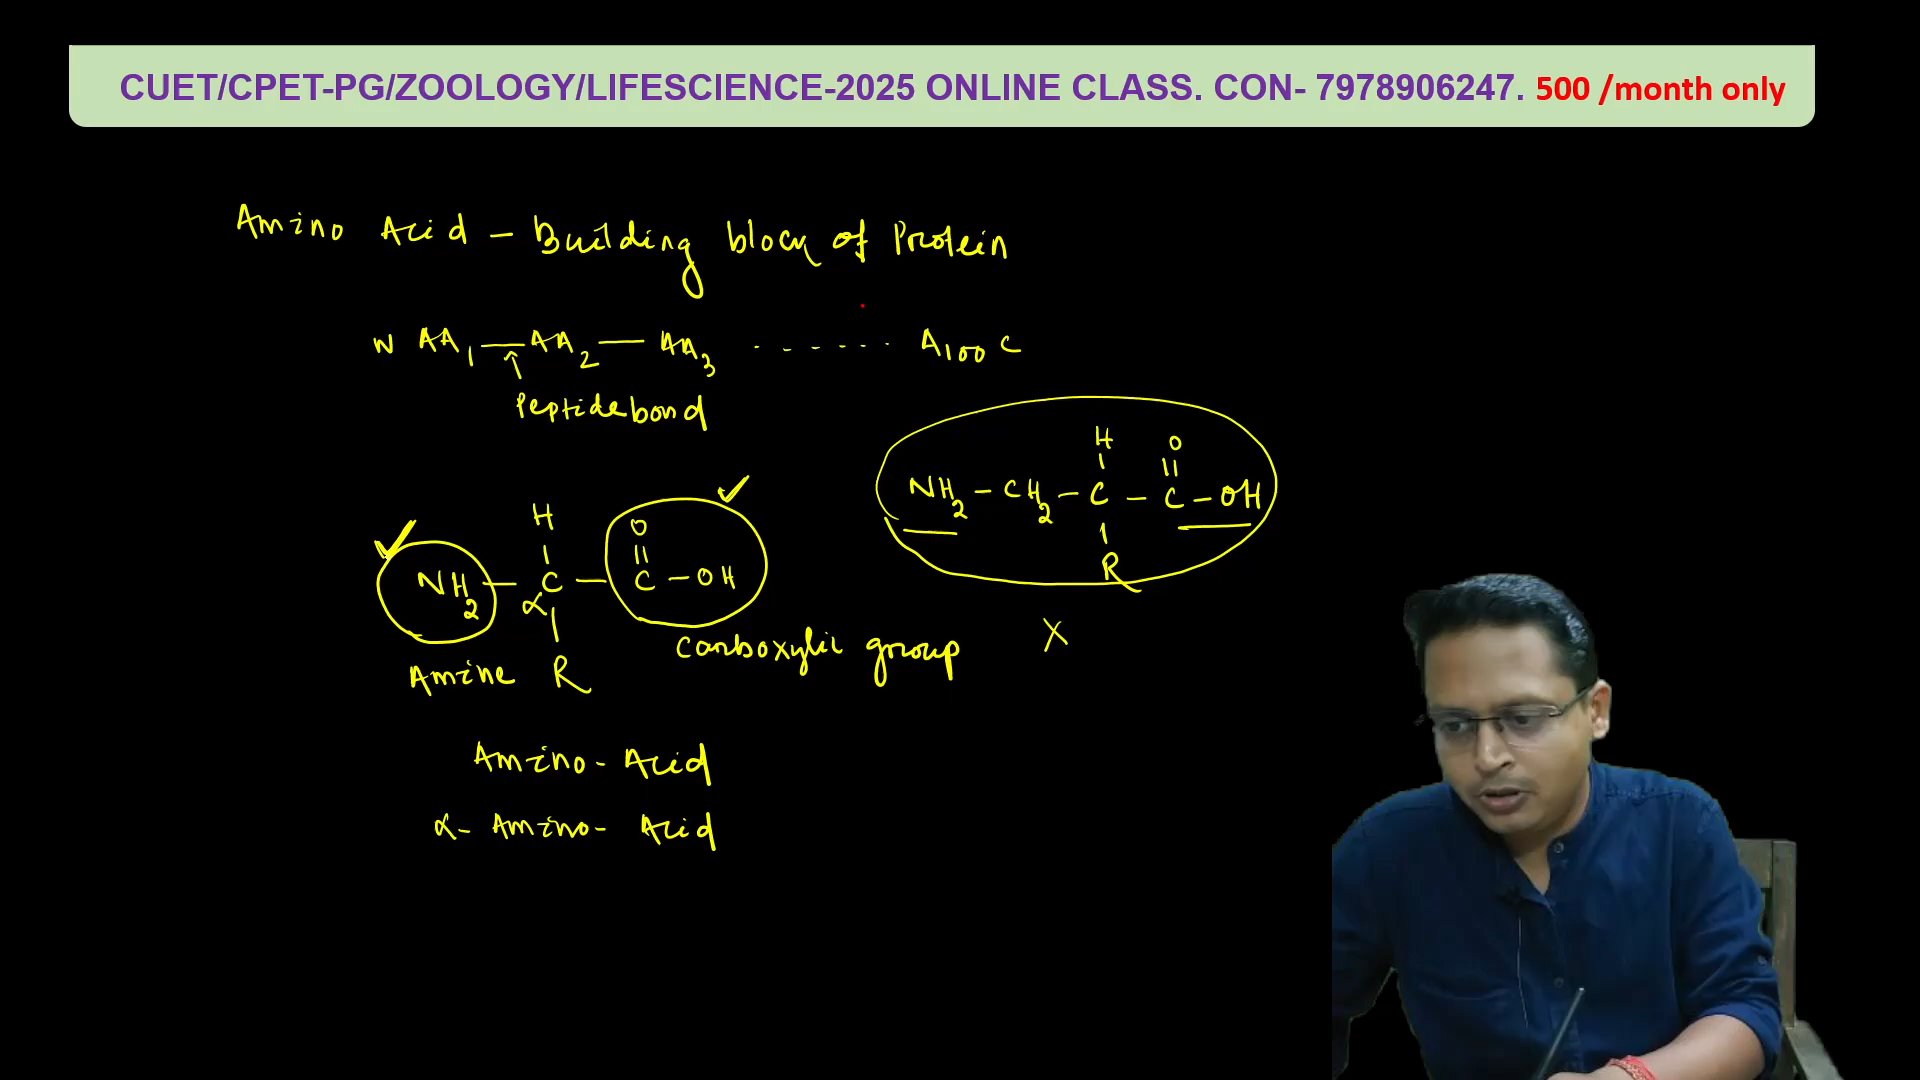 CUET/CPET-PG/ZOOLOGY/LIFESCIENCE-2025 ONLINE CLASS. CON- 7978906247. 500 /month only
Amino Acid - Building block of Protein
N AA1 — AA2 — AA3 ....... A100 C
↑
Peptide bond
H O
NH2 - CH2 - C - C - OH
R
H O
NH2 - C - C - OH
α
Amine R Carboxylic group X
Amino - Acid
α - Amino - Acid